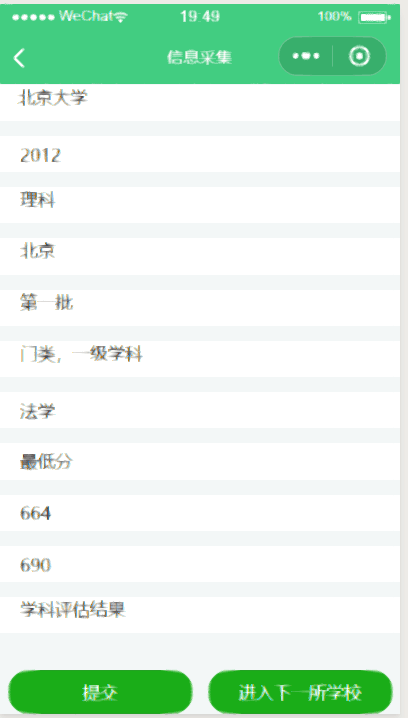 WeChat 19:49 100%
信息采集
北京大学
2012
理科
北京
第一批
门类，一级学科
法学
最低分
664
690
学科评估结果
提交 进入下一所学校